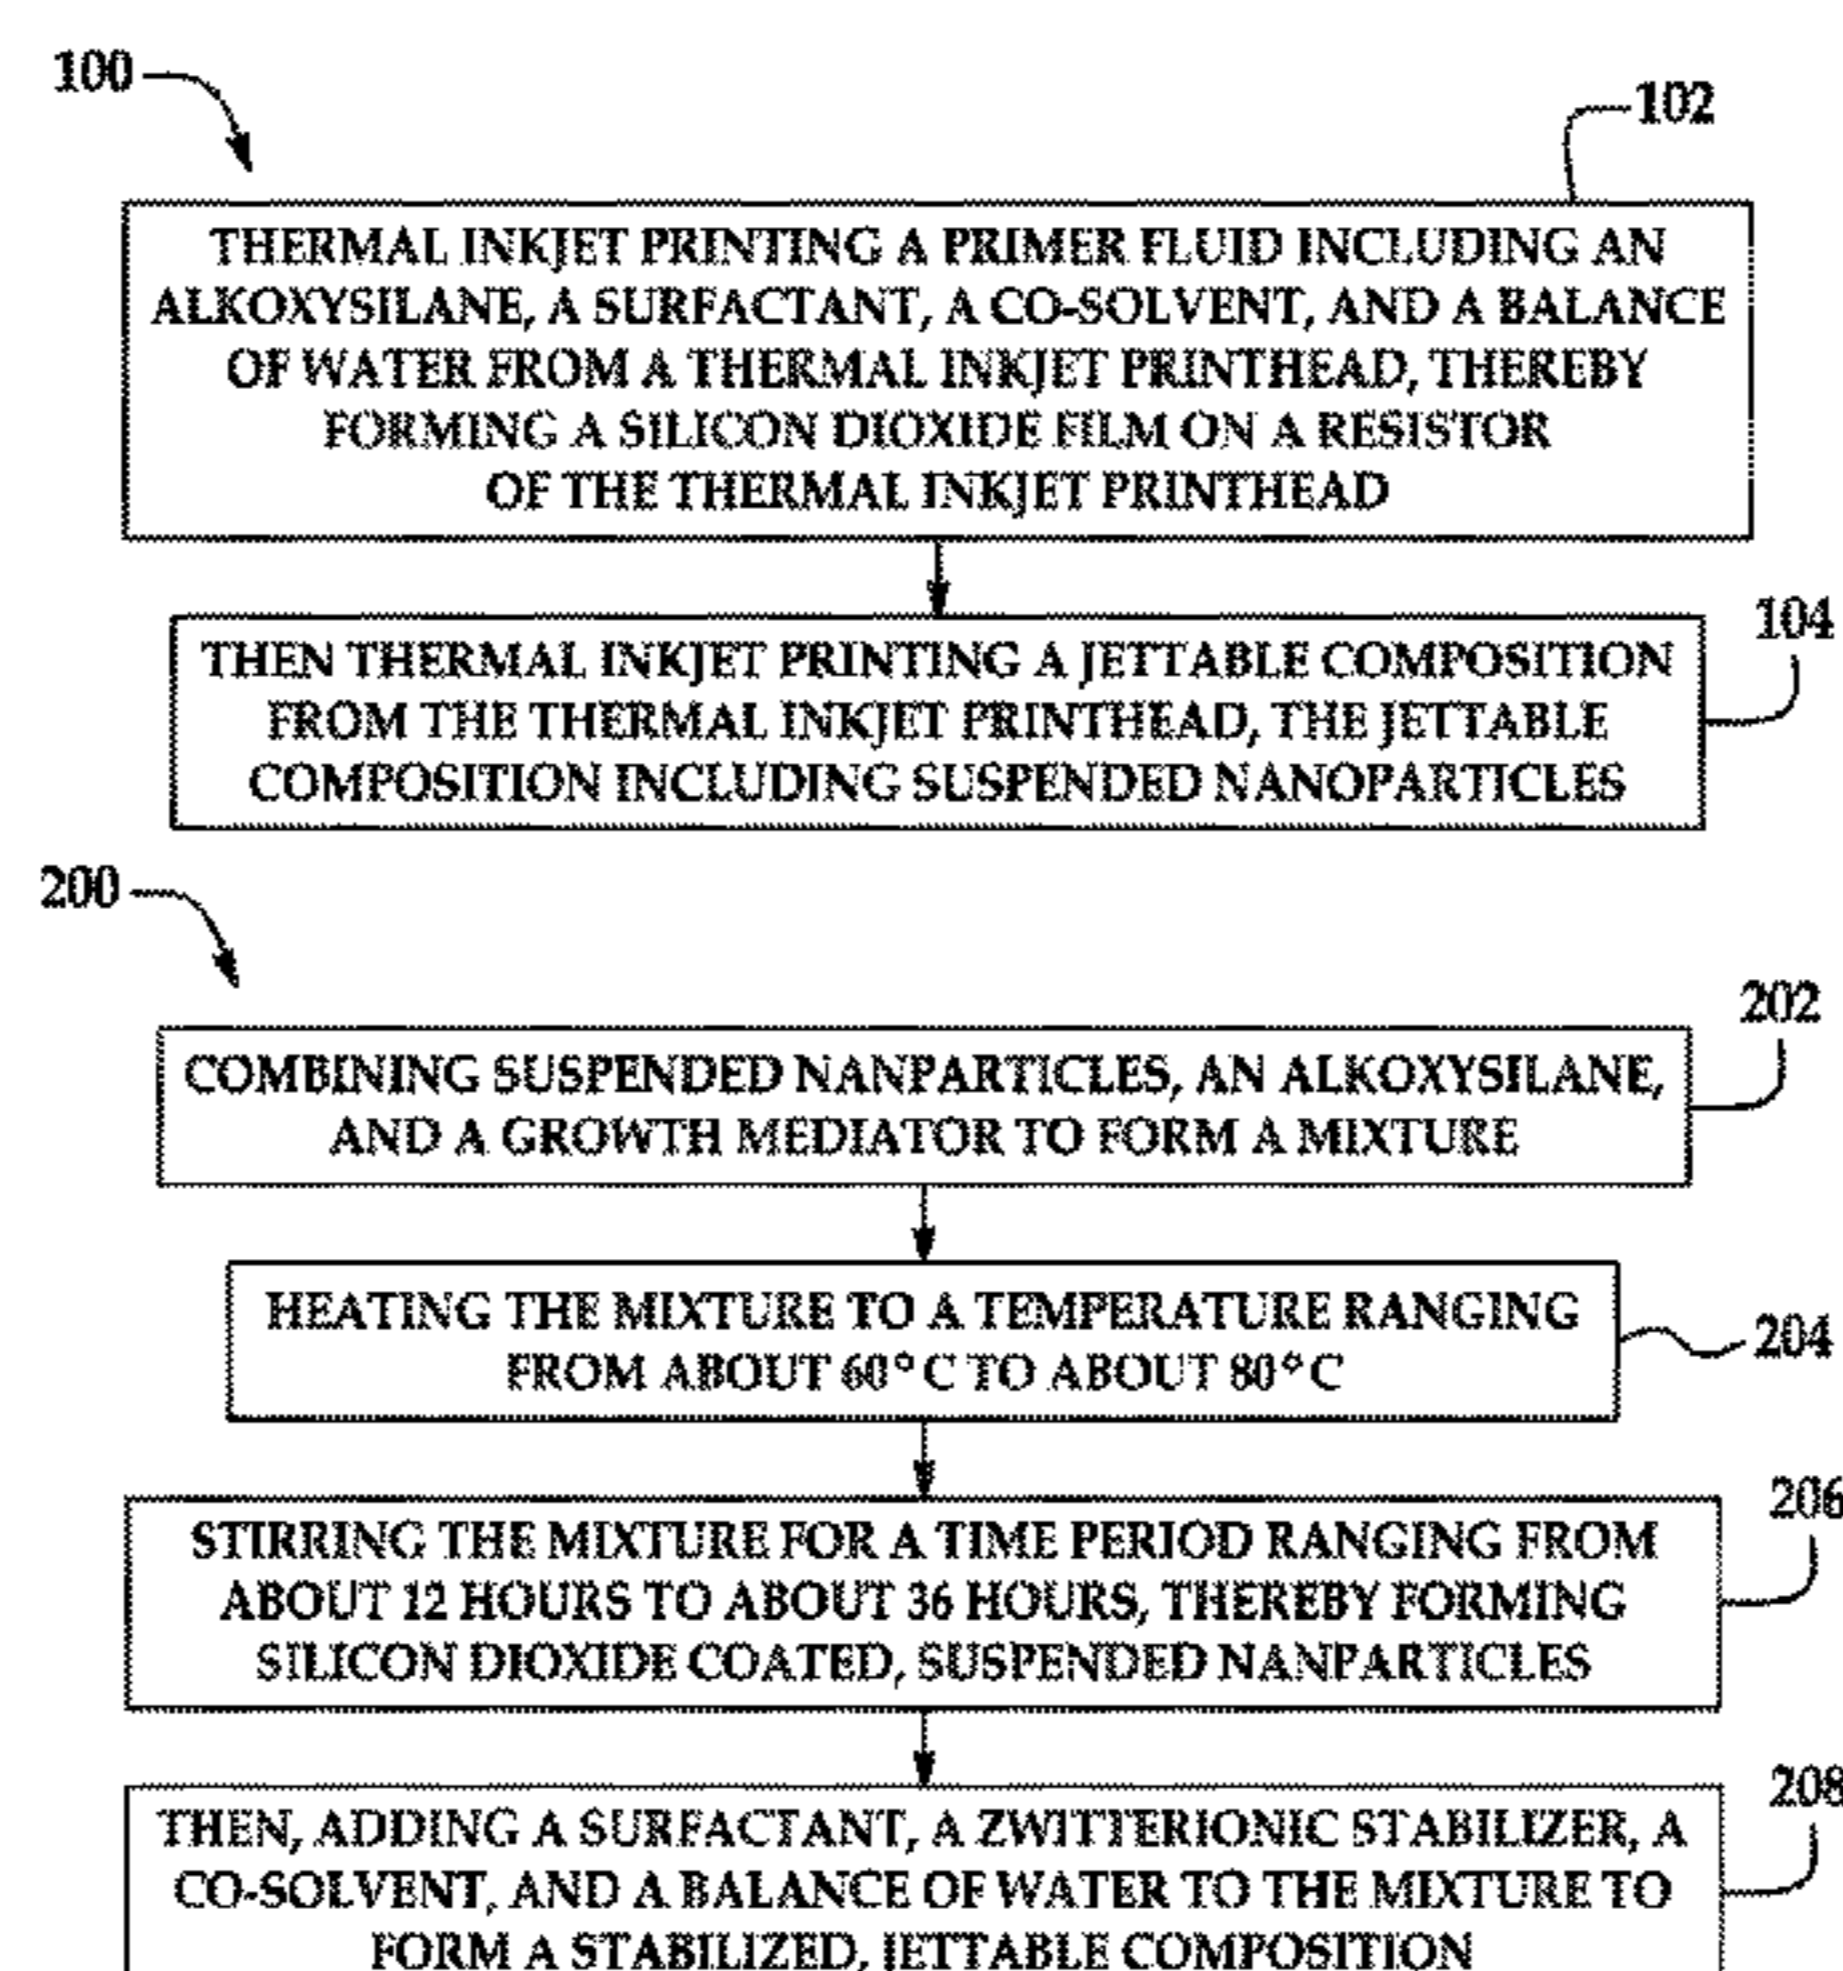 100
102
THERMAL INKJET PRINTING A PRIMER FLUID INCLUDING AN
ALKOXYSILANE, A SURFACTANT, A CO-SOLVENT, AND A BALANCE
OF WATER FROM A THERMAL INKJET PRINTHEAD, THEREBY
FORMING A SILICON DIOXIDE FILM ON A RESISTOR
OF THE THERMAL INKJET PRINTHEAD
104
THEN THERMAL INKJET PRINTING A JETTABLE COMPOSITION
FROM THE THERMAL INKJET PRINTHEAD, THE JETTABLE
COMPOSITION INCLUDING SUSPENDED NANOPARTICLES
200
202
COMBINING SUSPENDED NANPARTICLES, AN ALKOXYSILANE,
AND A GROWTH MEDIATOR TO FORM A MIXTURE
HEATING THE MIXTURE TO A TEMPERATURE RANGING
FROM ABOUT 60°C TO ABOUT 80°C
204
206
STIRRING THE MIXTURE FOR A TIME PERIOD RANGING FROM
ABOUT 12 HOURS TO ABOUT 36 HOURS, THEREBY FORMING
SILICON DIOXIDE COATED, SUSPENDED NANPARTICLES
208
THEN, ADDING A SURFACTANT, A ZWITTERIONIC STABILIZER, A
CO-SOLVENT, AND A BALANCE OF WATER TO THE MIXTURE TO
FORM A STABILIZED, JETTABLE COMPOSITION